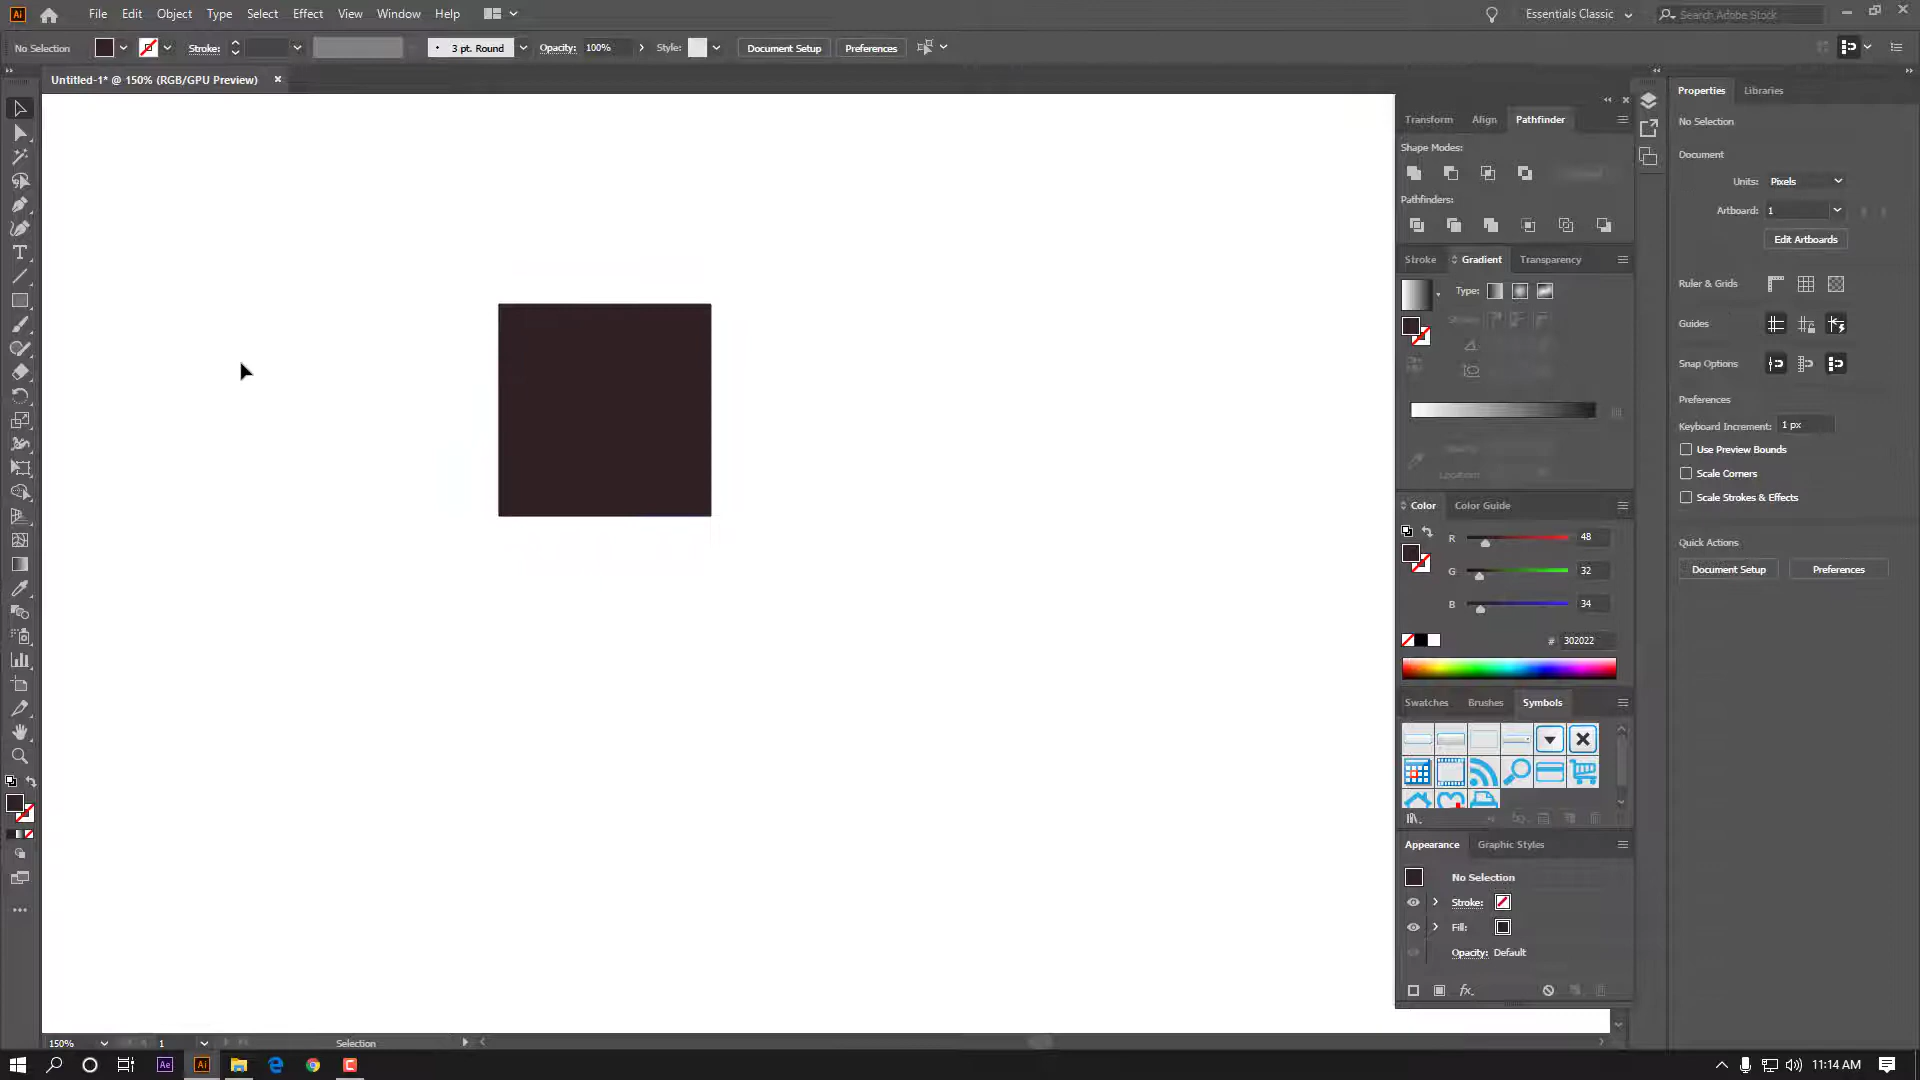 File Edit Object Type Select Effect View Window Help
Essentials Classic
Search Adobe Stock
No Selection
Stroke:
3 pt. Round
Opacity: 100%
Style:
Document Setup
Preferences
Untitled-1* @ 150% (RGB/GPU Preview)
Transform Align Pathfinder
Shape Modes:
Pathfinders:
Stroke Gradient Transparency
Type:
Color Color Guide
R 48
G 32
B 34
# 302022
Swatches Brushes Symbols
Appearance Graphic Styles
No Selection
Stroke:
Fill:
Opacity: Default
Properties Libraries
No Selection
Document
Units: Pixels
Artboard: 1
Edit Artboards
Ruler & Grids
Guides
Snap Options
Preferences
Keyboard Increment: 1 px
Use Preview Bounds
Scale Corners
Scale Strokes & Effects
Quick Actions
Document Setup
Preferences
150%
1
Selection
Ae
Ai
11:14 AM